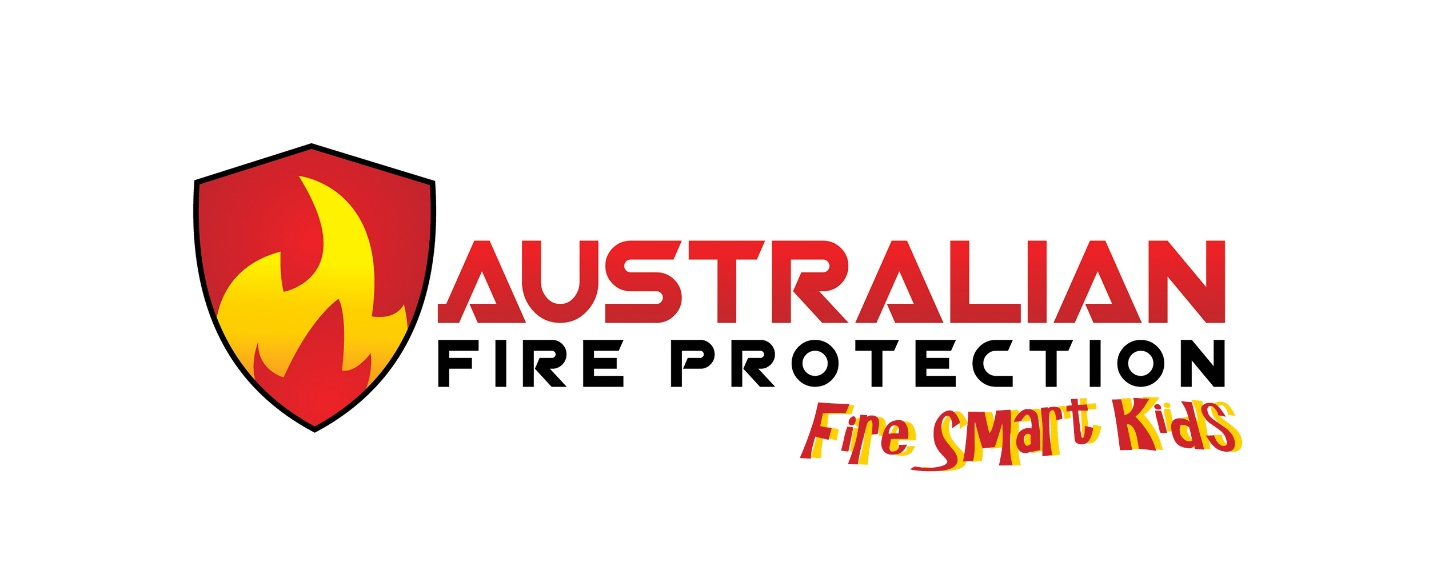 AUSTRALIAN
FIRE PROTECTION
Fire Smart Kids